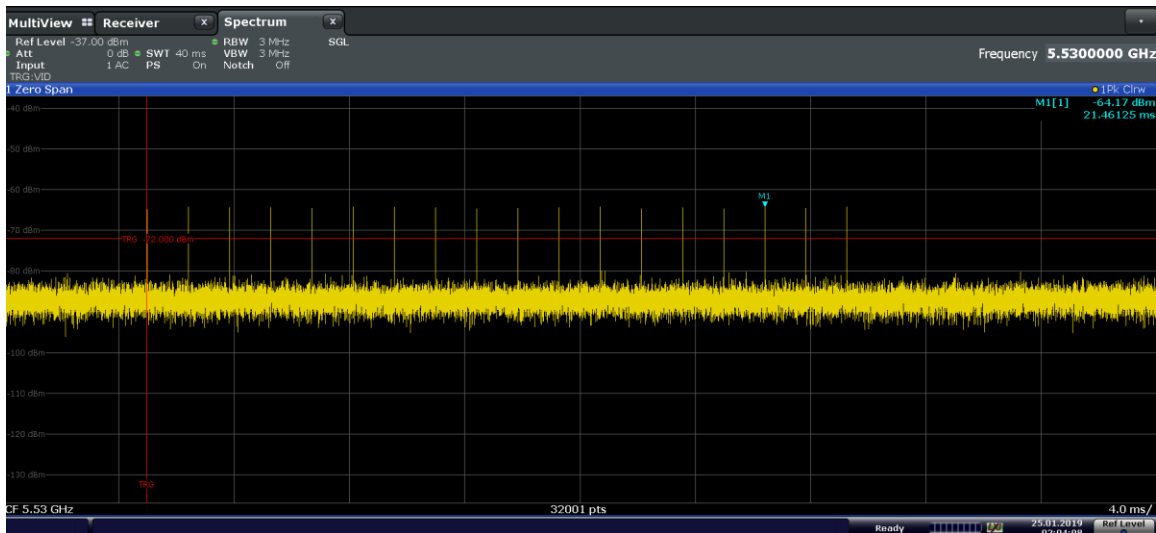 MultiView Receiver X Spectrum X
Ref Level -37.00 dBm RBW 3 MHz SGL
Att 0 dB SWT 40 ms VBW 3 MHz Frequency 5.5300000 GHz
Input 1 AC PS On Notch Off
TRG:VID
1 Zero Span 1Pk Clrw
-40 dBm M1[1] -64.17 dBm
21.46125 ms
-50 dBm
-60 dBm
M1
-70 dBm
TRG -72.000 dBm
-80 dBm
-100 dBm
-110 dBm
-120 dBm
-130 dBm
TRG
CF 5.53 GHz 32001 pts 4.0 ms/
Ready 25.01.2019 Ref Level